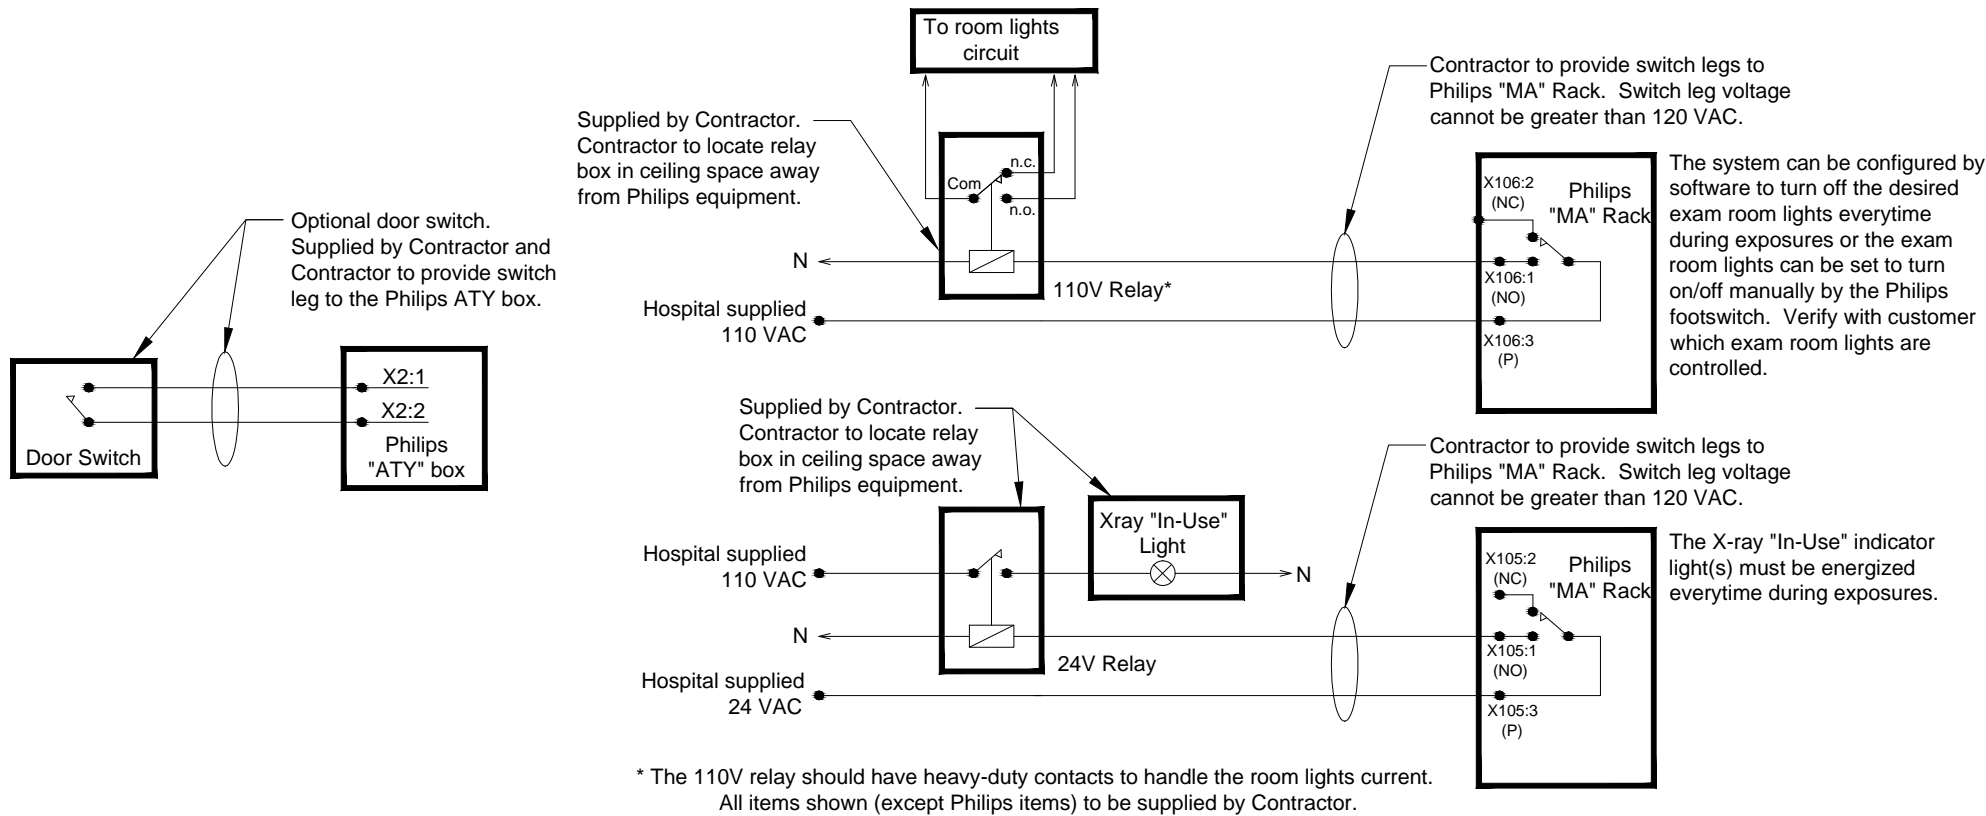 To room lights
circuit
Supplied by Contractor.
Contractor to locate relay
box in ceiling space away
from Philips equipment.
n.c.
Com
n.o.
N
110V Relay*
Hospital supplied
110 VAC
Contractor to provide switch legs to
Philips "MA" Rack.  Switch leg voltage
cannot be greater than 120 VAC.
X106:2
(NC)
Philips
"MA" Rack
X106:1
(NO)
X106:3
(P)
The system can be configured by
software to turn off the desired
exam room lights everytime
during exposures or the exam
room lights can be set to turn
on/off manually by the Philips
footswitch.  Verify with customer
which exam room lights are
controlled.
Optional door switch.
Supplied by Contractor and
Contractor to provide switch
leg to the Philips ATY box.
Door Switch
X2:1
X2:2
Philips
"ATY" box
Supplied by Contractor.
Contractor to locate relay
box in ceiling space away
from Philips equipment.
Xray "In-Use"
Light
Hospital supplied
110 VAC
N
N
24V Relay
Hospital supplied
24 VAC
Contractor to provide switch legs to
Philips "MA" Rack.  Switch leg voltage
cannot be greater than 120 VAC.
X105:2
(NC)
Philips
"MA" Rack
X105:1
(NO)
X105:3
(P)
The X-ray "In-Use" indicator
light(s) must be energized
everytime during exposures.
* The 110V relay should have heavy-duty contacts to handle the room lights current.
All items shown (except Philips items) to be supplied by Contractor.